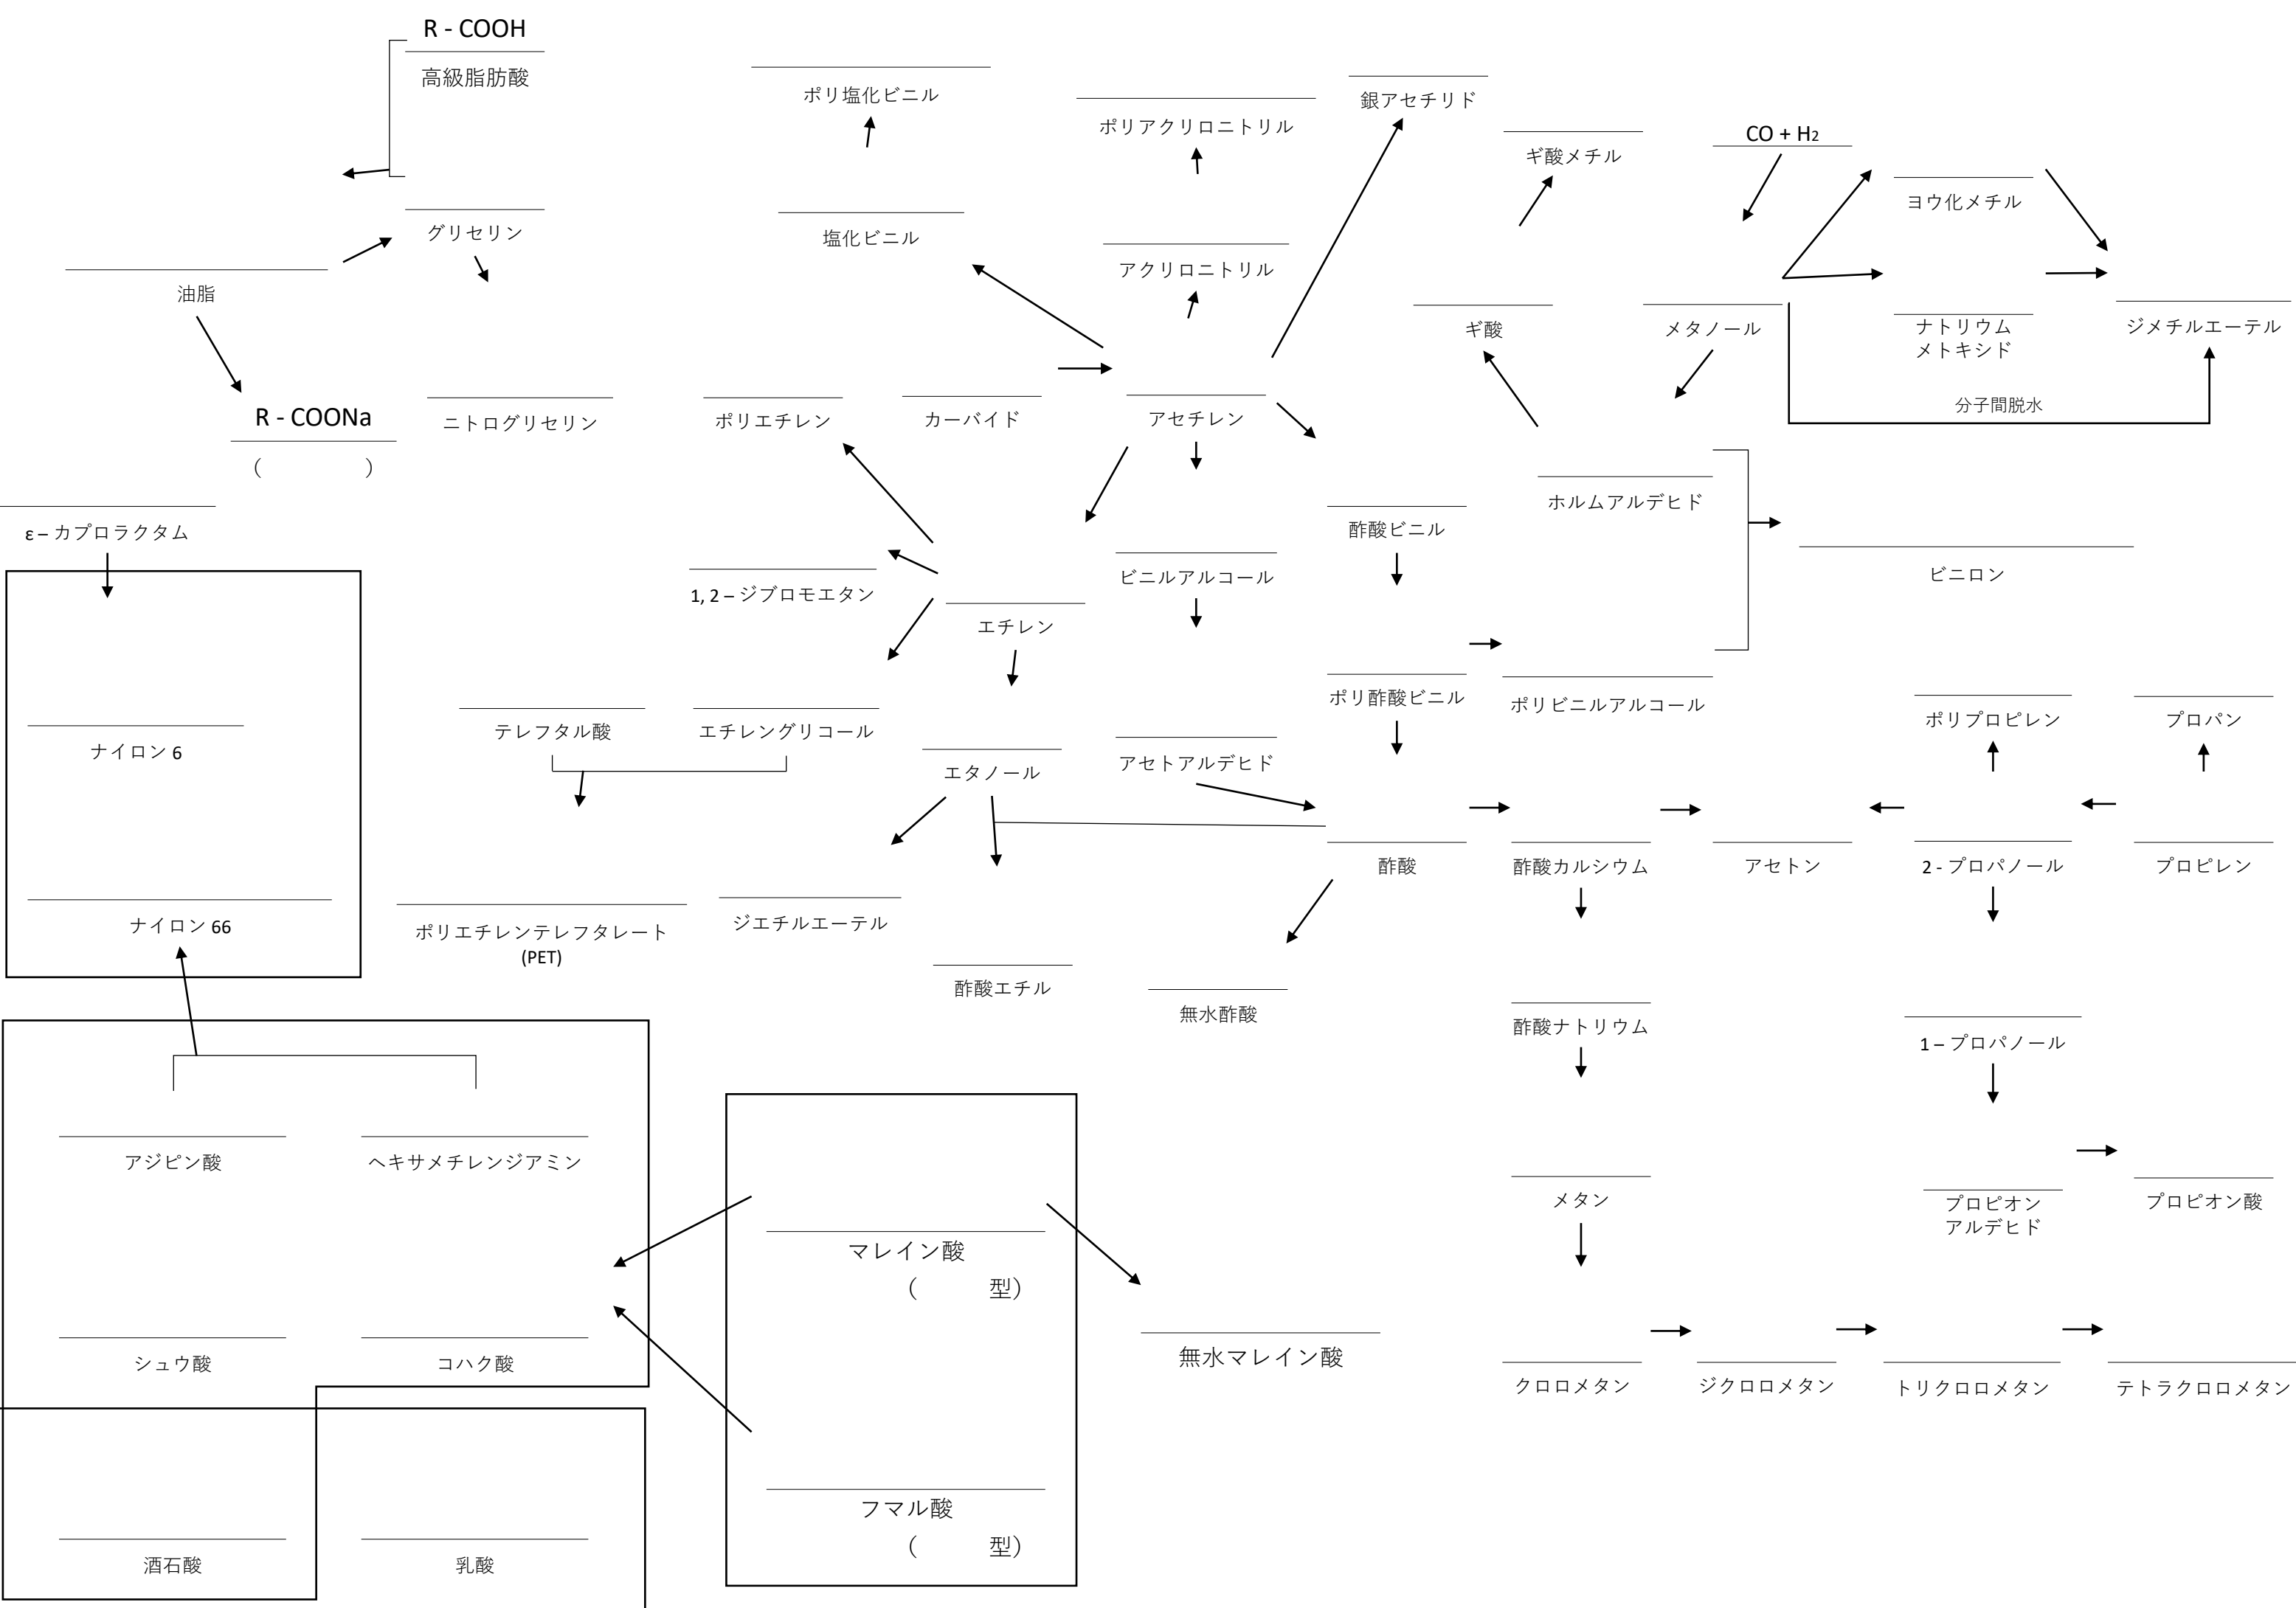 R - COOH
高級脂肪酸
ポリ塩化ビニル
ポリアクリロニトリル
銀アセチリド
ギ酸メチル
CO + H2
ヨウ化メチル
グリセリン
塩化ビニル
アクリロニトリル
油脂
ギ酸
メタノール
ナトリウム
メトキシド
ジメチルエーテル
分子間脱水
R - COONa
(　　　　　)
ニトログリセリン
ポリエチレン
カーバイド
アセチレン
ホルムアルデヒド
ε – カプロラクタム
酢酸ビニル
ビニロン
1, 2 – ジブロモエタン
エチレン
ビニルアルコール
ナイロン 6
テレフタル酸
エチレングリコール
エタノール
アセトアルデヒド
ポリ酢酸ビニル
ポリビニルアルコール
ポリプロピレン
プロパン
酢酸
酢酸カルシウム
アセトン
2 - プロパノール
プロピレン
ナイロン 66
ポリエチレンテレフタレート
(PET)
ジエチルエーテル
酢酸エチル
無水酢酸
酢酸ナトリウム
1 – プロパノール
アジピン酸
ヘキサメチレンジアミン
メタン
プロピオン
アルデヒド
プロピオン酸
マレイン酸
(　　　型)
シュウ酸
コハク酸
無水マレイン酸
クロロメタン
ジクロロメタン
トリクロロメタン
テトラクロロメタン
フマル酸
(　　　型)
酒石酸
乳酸